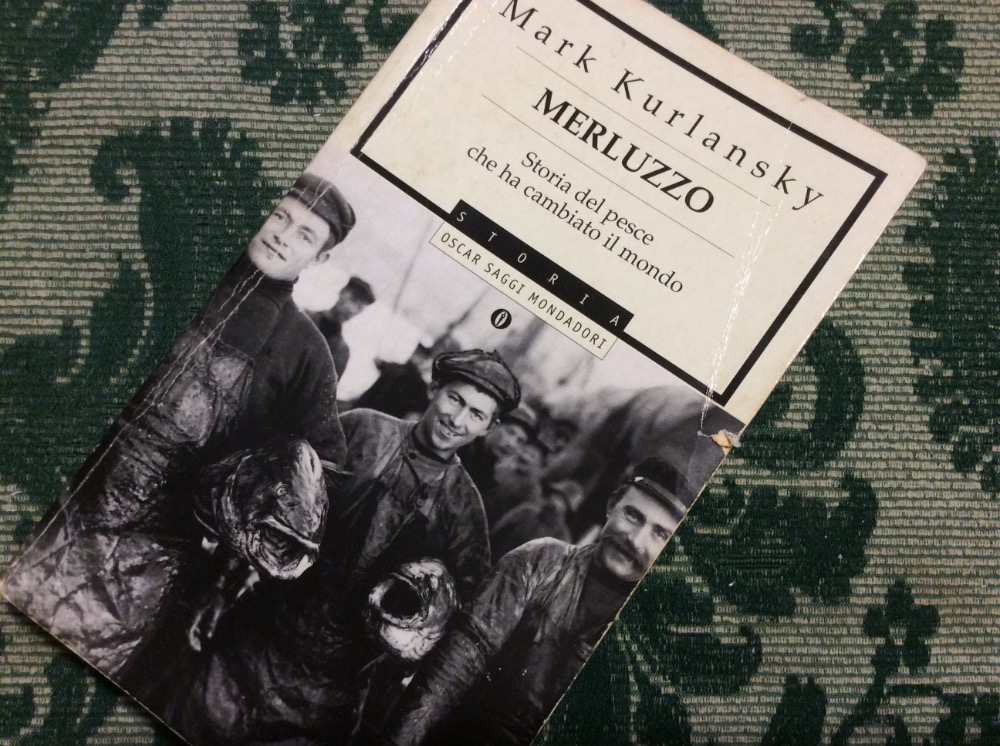 Mark Kurlansky
MERLUZZO
Storia del pesce
che ha cambiato il mondo
STORIA
OSCAR SAGGI MONDADORI